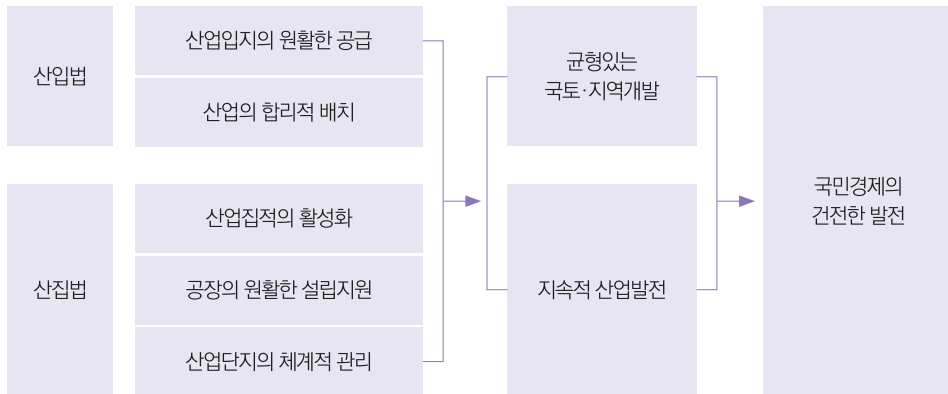 산입법
산업입지의 원활한 공급
산업의 합리적 배치
산집법
산업집적의 활성화
공장의 원활한 설립지원
산업단지의 체계적 관리
균형있는
국토·지역개발
지속적 산업발전
국민경제의
건전한 발전